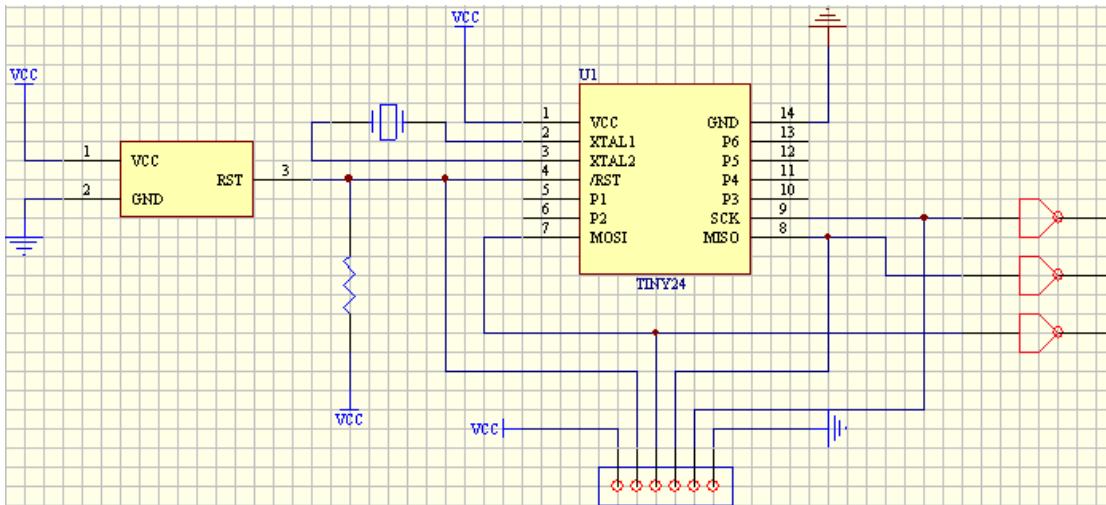 VCC
VCC
U1
1 VCC GND 14
2 XTAL1 P6 13
3 XTAL2 P5 12
4 /RST P4 11
5 P1 P3 10
6 P2 SCK 9
7 MOSI MISO 8
TINY24
1 VCC
RST 3
2 GND
VCC
VCC